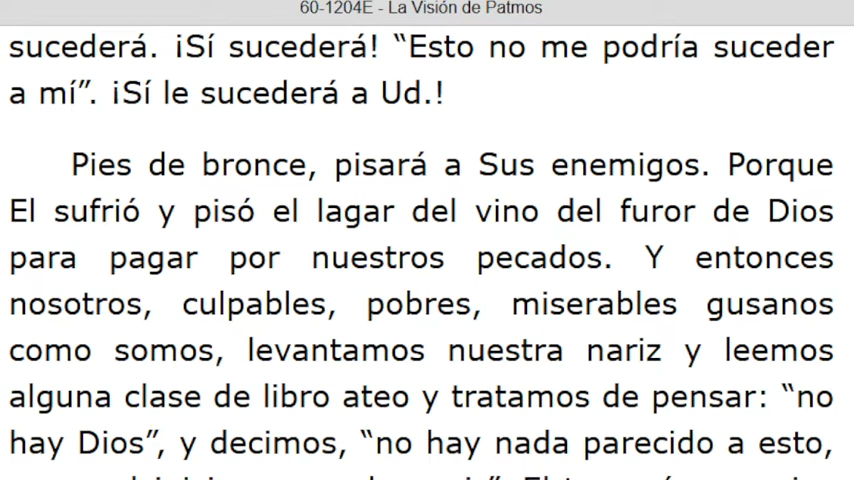 60-1204E - La Visión de Patmos
sucederá. ¡Sí sucederá! “Esto no me podría suceder
a mí”. ¡Sí le sucederá a Ud.!
Pies de bronce, pisará a Sus enemigos. Porque
El sufrió y pisó el lagar del vino del furor de Dios
para pagar por nuestros pecados. Y entonces
nosotros, culpables, pobres, miserables gusanos
como somos, levantamos nuestra nariz y leemos
alguna clase de libro ateo y tratamos de pensar: “no
hay Dios”, y decimos, “no hay nada parecido a esto,